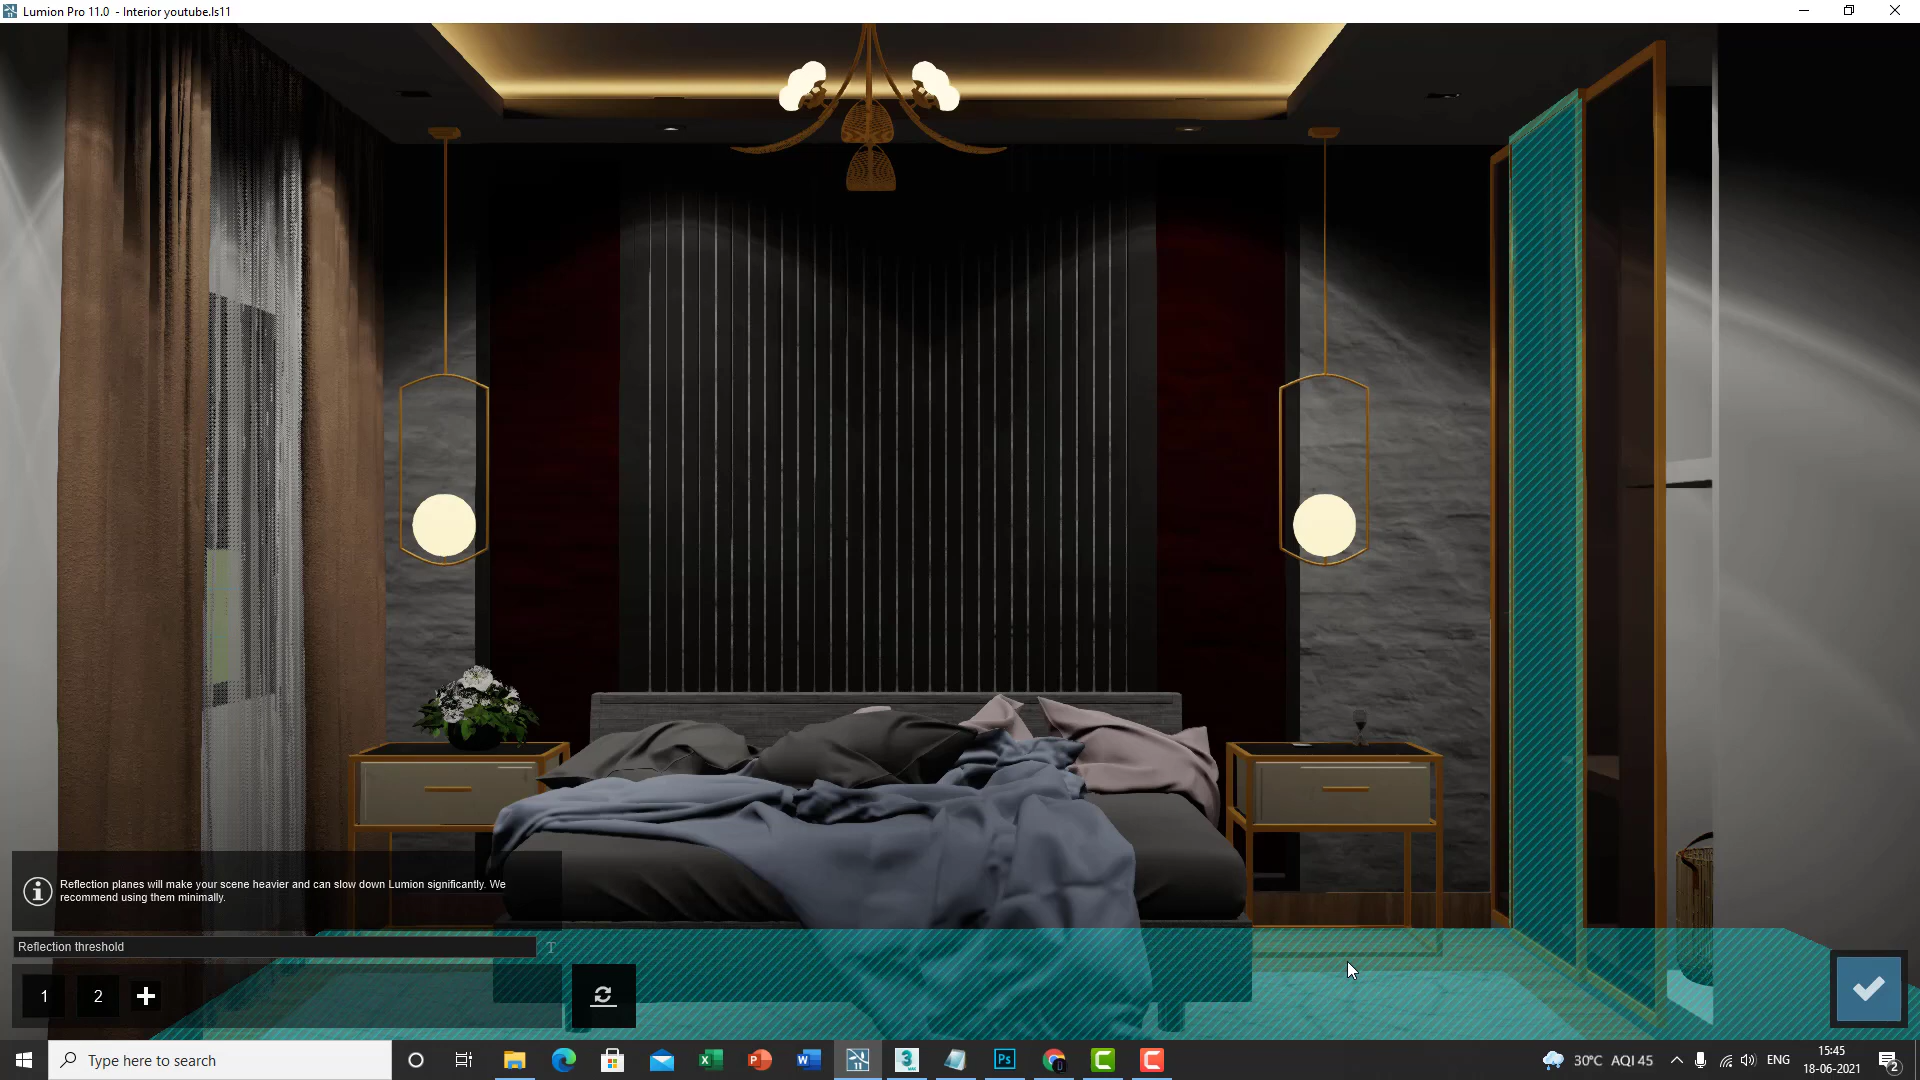 Lumion Pro 11.0 - Interior youtube.ls11
Reflection planes will make your scene heavier and can slow down Lumion significantly. We
recommend using them minimally.
Reflection threshold
T
1
2
Type here to search
Ps
30°C AQI 45
ENG
15:45
18-06-2021
2